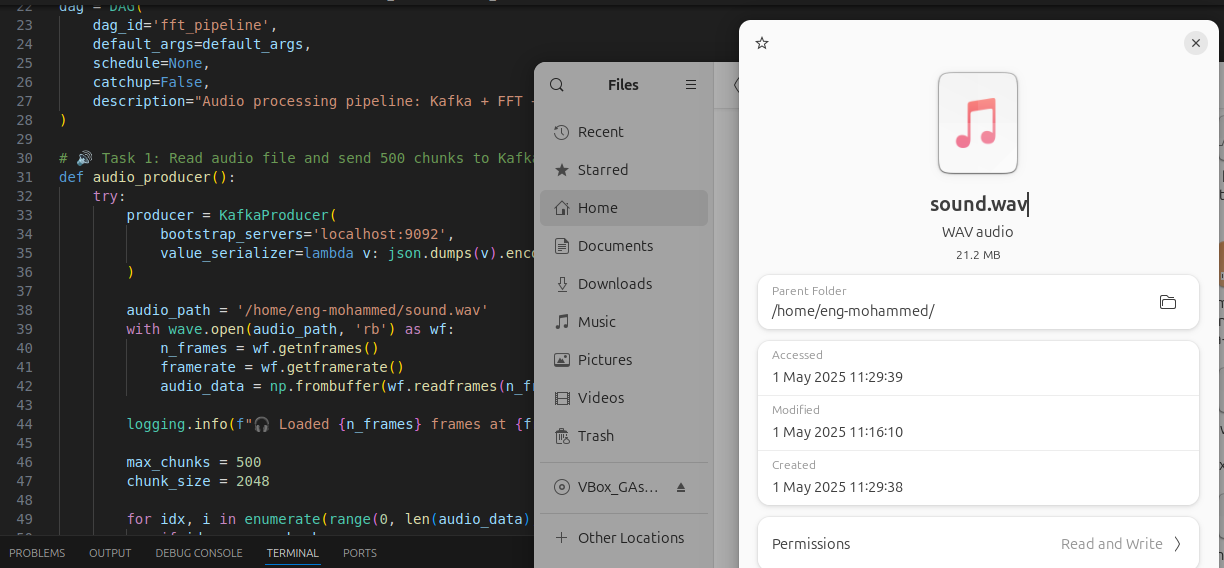 22 dag = DAG(
23 dag_id='fft_pipeline',
24 default_args=default_args,
25 schedule=None,
26 catchup=False,
27 description="Audio processing pipeline: Kafka + FFT
28 )
29
30 # 🔊 Task 1: Read audio file and send 500 chunks to Kafka
31 def audio_producer():
32 try:
33 producer = KafkaProducer(
34 bootstrap_servers='localhost:9092',
35 value_serializer=lambda v: json.dumps(v).enco
36 )
37
38 audio_path = '/home/eng-mohammed/sound.wav'
39 with wave.open(audio_path, 'rb') as wf:
40 n_frames = wf.getnframes()
41 framerate = wf.getframerate()
42 audio_data = np.frombuffer(wf.readframes(n_fr
43
44 logging.info(f"🎧 Loaded {n_frames} frames at {f
45
46 max_chunks = 500
47 chunk_size = 2048
48
49 for idx, i in enumerate(range(0, len(audio_data)
PROBLEMS OUTPUT DEBUG CONSOLE TERMINAL PORTS
Files
Recent
Starred
Home
Documents
Downloads
Music
Pictures
Videos
Trash
VBox_GAs...
Other Locations
sound.wav
WAV audio
21.2 MB
Parent Folder
/home/eng-mohammed/
Accessed
1 May 2025 11:29:39
Modified
1 May 2025 11:16:10
Created
1 May 2025 11:29:38
Permissions Read and Write